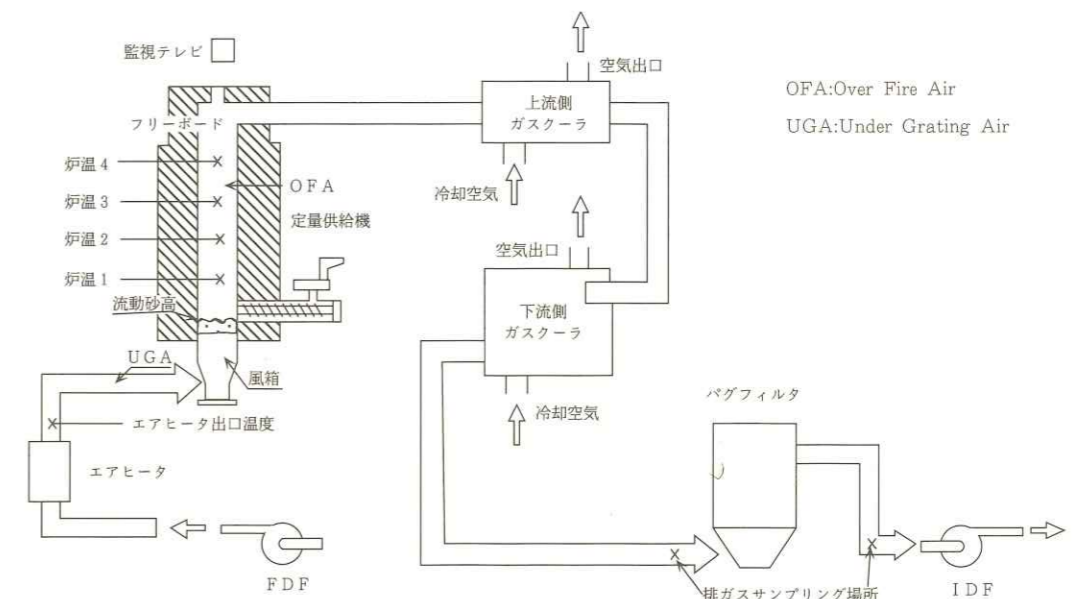 監視テレビ
フリーボード
炉温4
炉温3
炉温2
炉温1
OFA
定量供給機
流動砂高
UGA
風箱
エアヒータ出口温度
エアヒータ
FDF
空気出口
上流側
ガスクーラ
冷却空気
空気出口
下流側
ガスクーラ
冷却空気
OFA:Over Fire Air
UGA:Under Grating Air
バグフィルタ
排ガスサンプリング場所
IDF